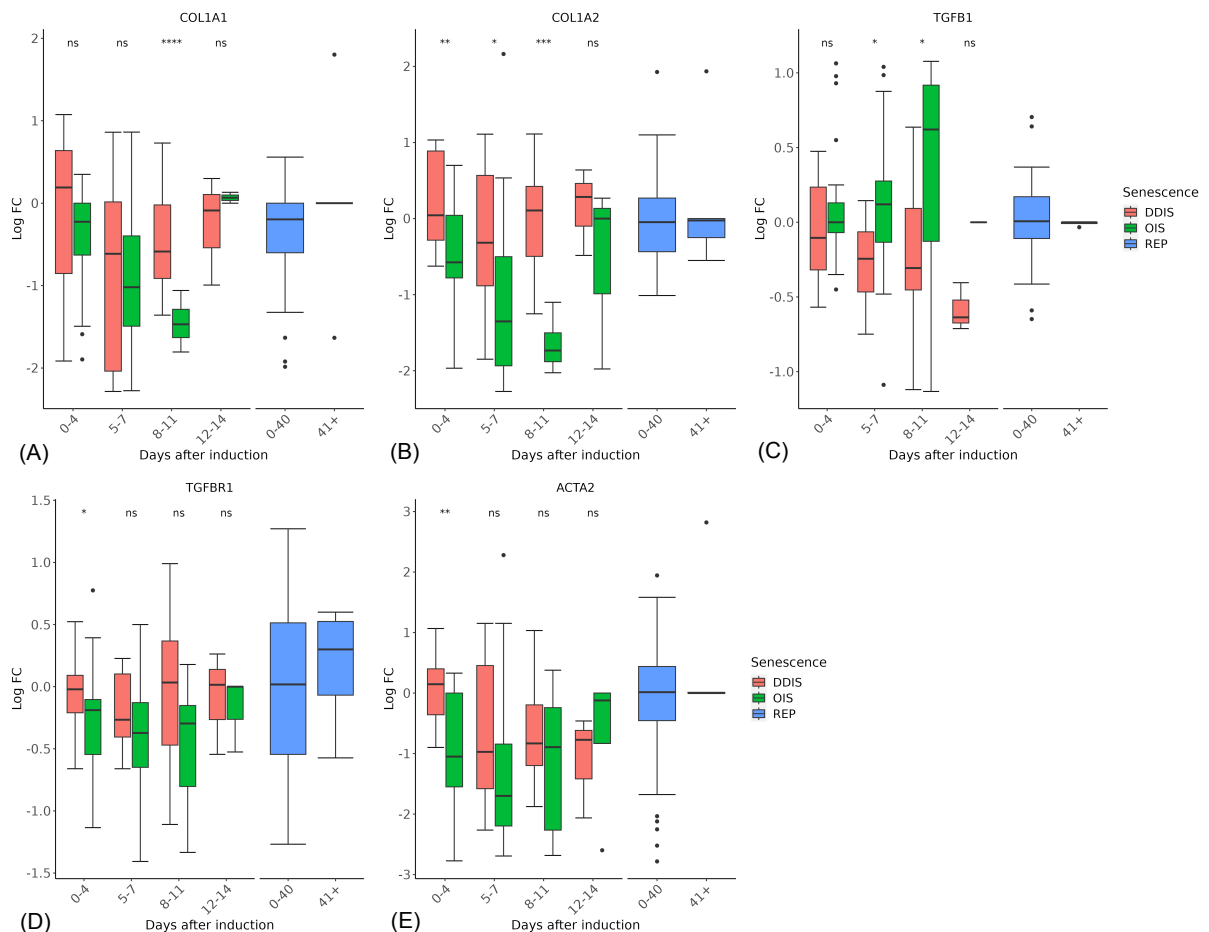 COL1A1
2
1
0
-1
-2
Log FC
ns
ns
****
ns
0-4
5-7
8-11
12-14
0-40
41+
Days after induction
(A)
COL1A2
2
1
0
-1
-2
Log FC
**
*
***
ns
0-4
5-7
8-11
12-14
0-40
41+
Days after induction
(B)
TGFB1
1.0
0.5
0.0
-0.5
-1.0
Log FC
ns
*
*
ns
0-4
5-7
8-11
12-14
0-40
41+
Days after induction
(C)
Senescence
DDIS
OIS
REP
TGFBR1
1.5
1.0
0.5
0.0
-0.5
-1.0
-1.5
Log FC
*
ns
ns
ns
0-4
5-7
8-11
12-14
0-40
41+
Days after induction
(D)
ACTA2
3
2
1
0
-1
-2
-3
Log FC
**
ns
ns
ns
0-4
5-7
8-11
12-14
0-40
41+
Days after induction
(E)
Senescence
DDIS
OIS
REP